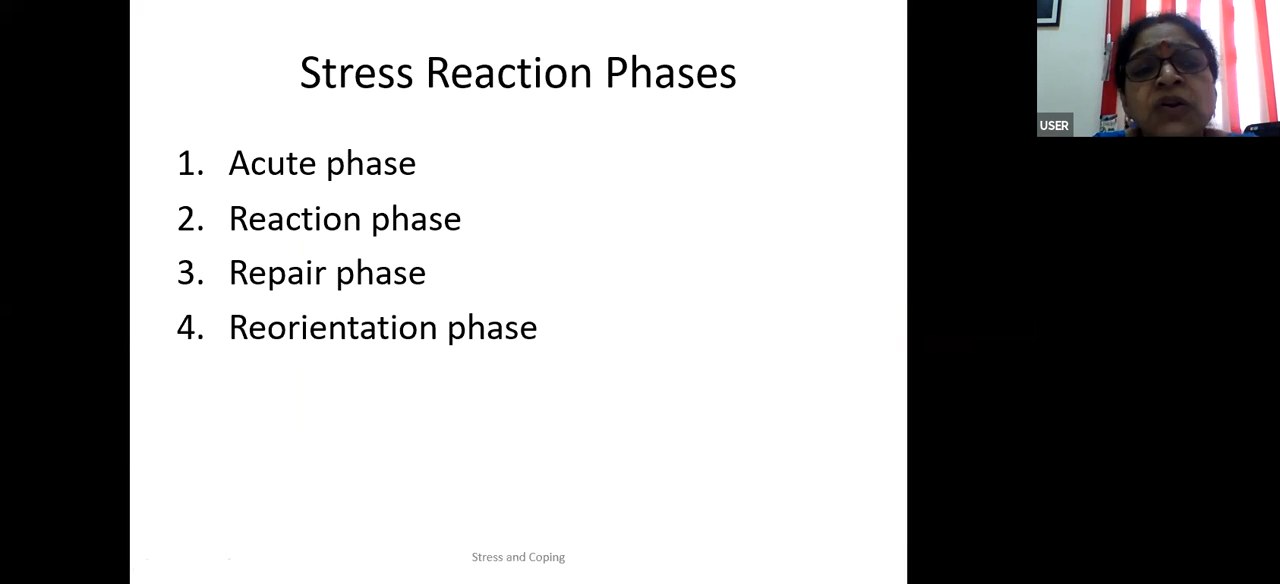 Stress Reaction Phases
1. Acute phase
2. Reaction phase
3. Repair phase
4. Reorientation phase
Stress and Coping
USER